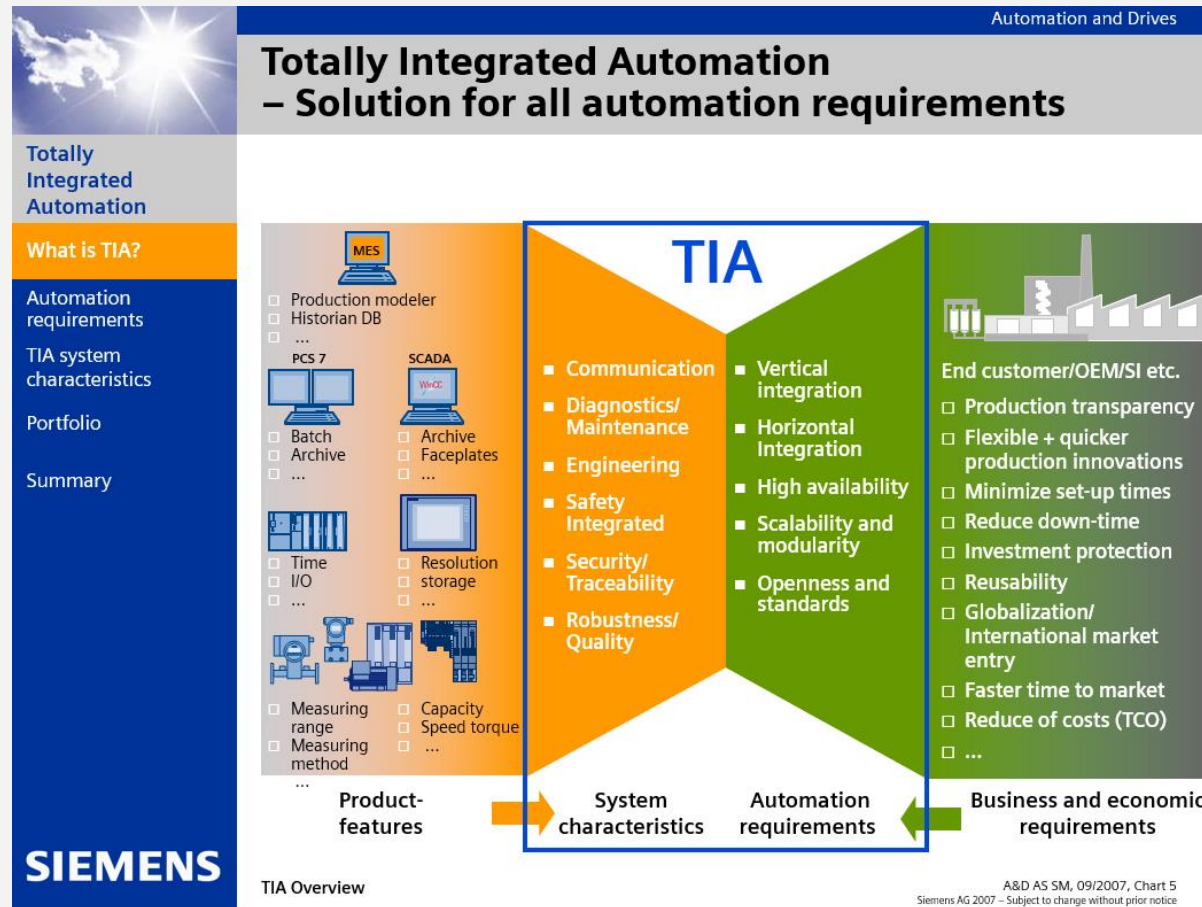 Automation and Drives
Totally Integrated Automation
– Solution for all automation requirements
Totally
Integrated
Automation
What is TIA?
Automation
requirements
TIA system
characteristics
Portfolio
Summary
SIEMENS
MES
Production modeler
Historian DB
...
PCS 7
Batch
Archive
...
SCADA
WinCC
Archive
Faceplates
...
Time
I/O
...
Resolution
storage
...
Measuring
range
Measuring
method
...
Capacity
Speed torque
...
Product-
features
TIA
Communication
Diagnostics/
Maintenance
Engineering
Safety
Integrated
Security/
Traceability
Robustness/
Quality
System
characteristics
Vertical
integration
Horizontal
Integration
High availability
Scalability and
modularity
Openness and
standards
Automation
requirements
End customer/OEM/SI etc.
Production transparency
Flexible + quicker
production innovations
Minimize set-up times
Reduce down-time
Investment protection
Reusability
Globalization/
International market
entry
Faster time to market
Reduce of costs (TCO)
...
Business and economic
requirements
TIA Overview
A&D AS SM, 09/2007, Chart 5
Siemens AG 2007 – Subject to change without prior notice